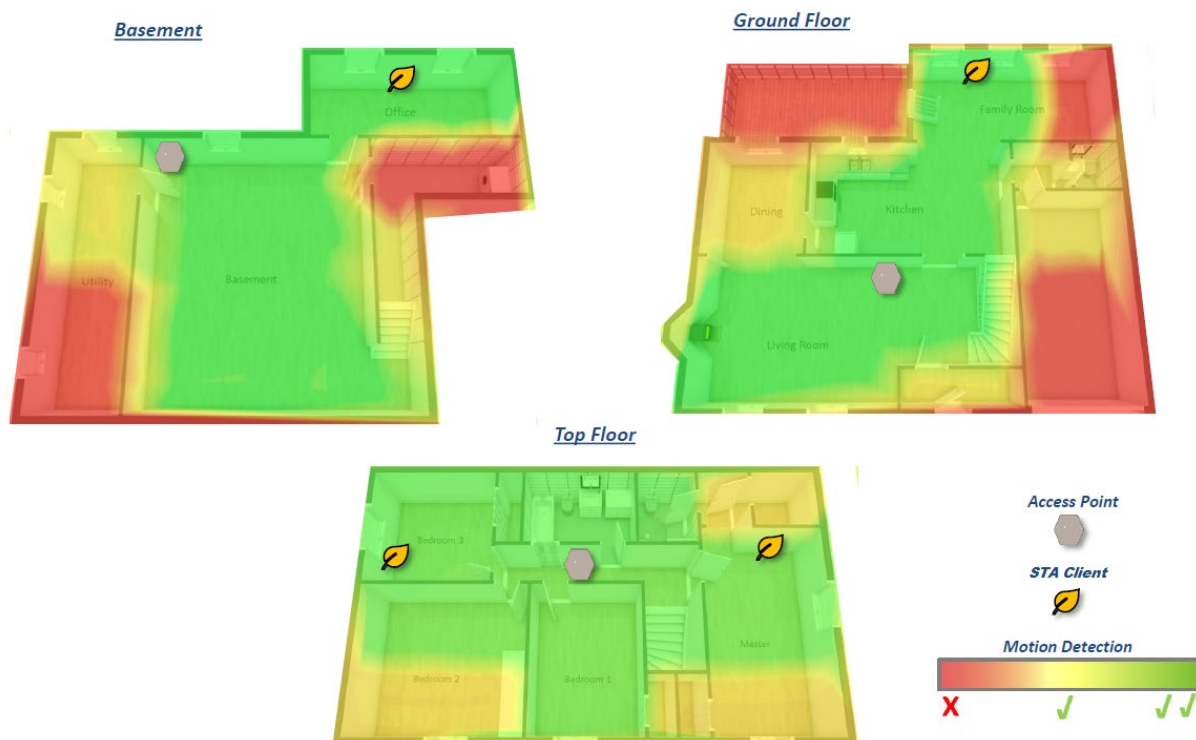 Basement
Ground Floor
Office
Family Room
Dining
Kitchen
Utility
Basement
Living Room
Top Floor
Bedroom 3
Bedroom 2
Bedroom 1
Master
Access Point
STA Client
Motion Detection
X